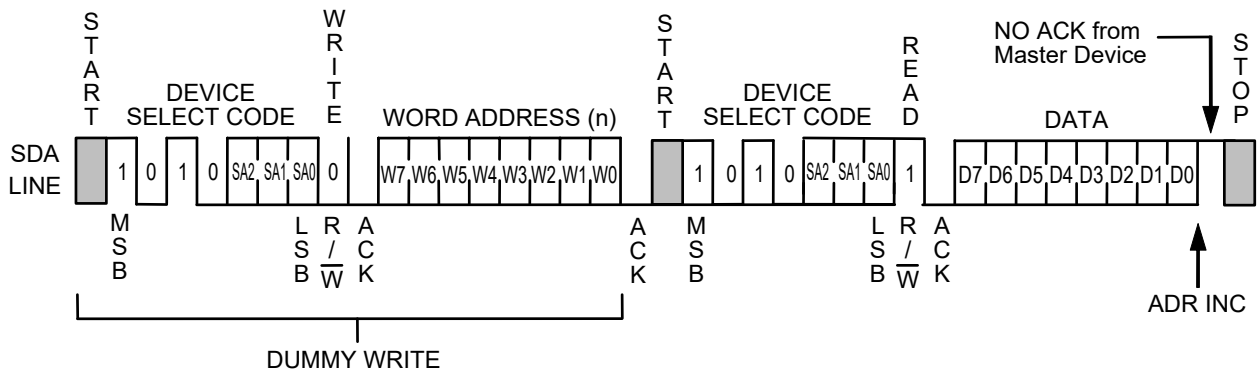 START
WRITE
START
READ
NO ACK from
Master Device
STOP
DEVICE
SELECT CODE
WORD ADDRESS (n)
DEVICE
SELECT CODE
DATA
SDA
LINE
1 0 1 0 SA2 SA1 SA0 0 W7 W6 W5 W4 W3 W2 W1 W0 1 0 1 0 SA2 SA1 SA0 1 D7 D6 D5 D4 D3 D2 D1 D0
MSB
LSB
R/W
ACK
ACK
MSB
LSB
R/W
ACK
ADR INC
DUMMY WRITE